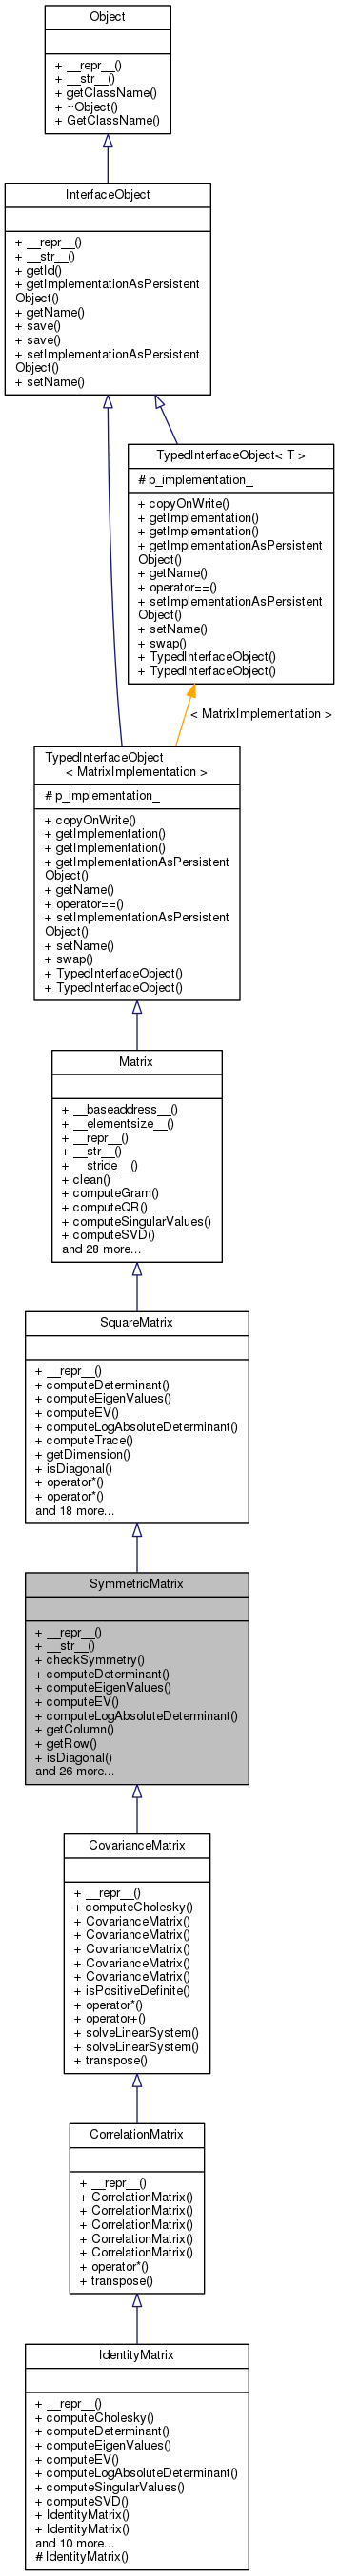 Object
+ __repr__()
+ __str__()
+ getClassName()
+ ~Object()
+ GetClassName()
InterfaceObject
+ __repr__()
+ __str__()
+ getId()
+ getImplementationAsPersistent
Object()
+ getName()
+ save()
+ save()
+ setImplementationAsPersistent
Object()
+ setName()
TypedInterfaceObject< T >
# p_implementation_
+ copyOnWrite()
+ getImplementation()
+ getImplementation()
+ getImplementationAsPersistent
Object()
+ getName()
+ operator==()
+ setImplementationAsPersistent
Object()
+ setName()
+ swap()
+ TypedInterfaceObject()
+ TypedInterfaceObject()
< MatrixImplementation >
TypedInterfaceObject
< MatrixImplementation >
# p_implementation_
+ copyOnWrite()
+ getImplementation()
+ getImplementation()
+ getImplementationAsPersistent
Object()
+ getName()
+ operator==()
+ setImplementationAsPersistent
Object()
+ setName()
+ swap()
+ TypedInterfaceObject()
+ TypedInterfaceObject()
Matrix
+ __baseaddress__()
+ __elementsize__()
+ __repr__()
+ __str__()
+ __stride__()
+ clean()
+ computeGram()
+ computeQR()
+ computeSingularValues()
+ computeSVD()
and 28 more...
SquareMatrix
+ __repr__()
+ computeDeterminant()
+ computeEigenValues()
+ computeEV()
+ computeLogAbsoluteDeterminant()
+ computeTrace()
+ getDimension()
+ isDiagonal()
+ operator*()
+ operator*()
and 18 more...
SymmetricMatrix
+ __repr__()
+ __str__()
+ checkSymmetry()
+ computeDeterminant()
+ computeEigenValues()
+ computeEV()
+ computeLogAbsoluteDeterminant()
+ getColumn()
+ getRow()
+ isDiagonal()
and 26 more...
CovarianceMatrix
+ __repr__()
+ computeCholesky()
+ CovarianceMatrix()
+ CovarianceMatrix()
+ CovarianceMatrix()
+ CovarianceMatrix()
+ CovarianceMatrix()
+ isPositiveDefinite()
+ operator*()
+ operator+()
+ solveLinearSystem()
+ solveLinearSystem()
+ transpose()
CorrelationMatrix
+ __repr__()
+ CorrelationMatrix()
+ CorrelationMatrix()
+ CorrelationMatrix()
+ CorrelationMatrix()
+ CorrelationMatrix()
+ operator*()
+ transpose()
IdentityMatrix
+ __repr__()
+ computeCholesky()
+ computeDeterminant()
+ computeEigenValues()
+ computeEV()
+ computeLogAbsoluteDeterminant()
+ computeSingularValues()
+ computeSVD()
+ IdentityMatrix()
+ IdentityMatrix()
and 10 more...
# IdentityMatrix()